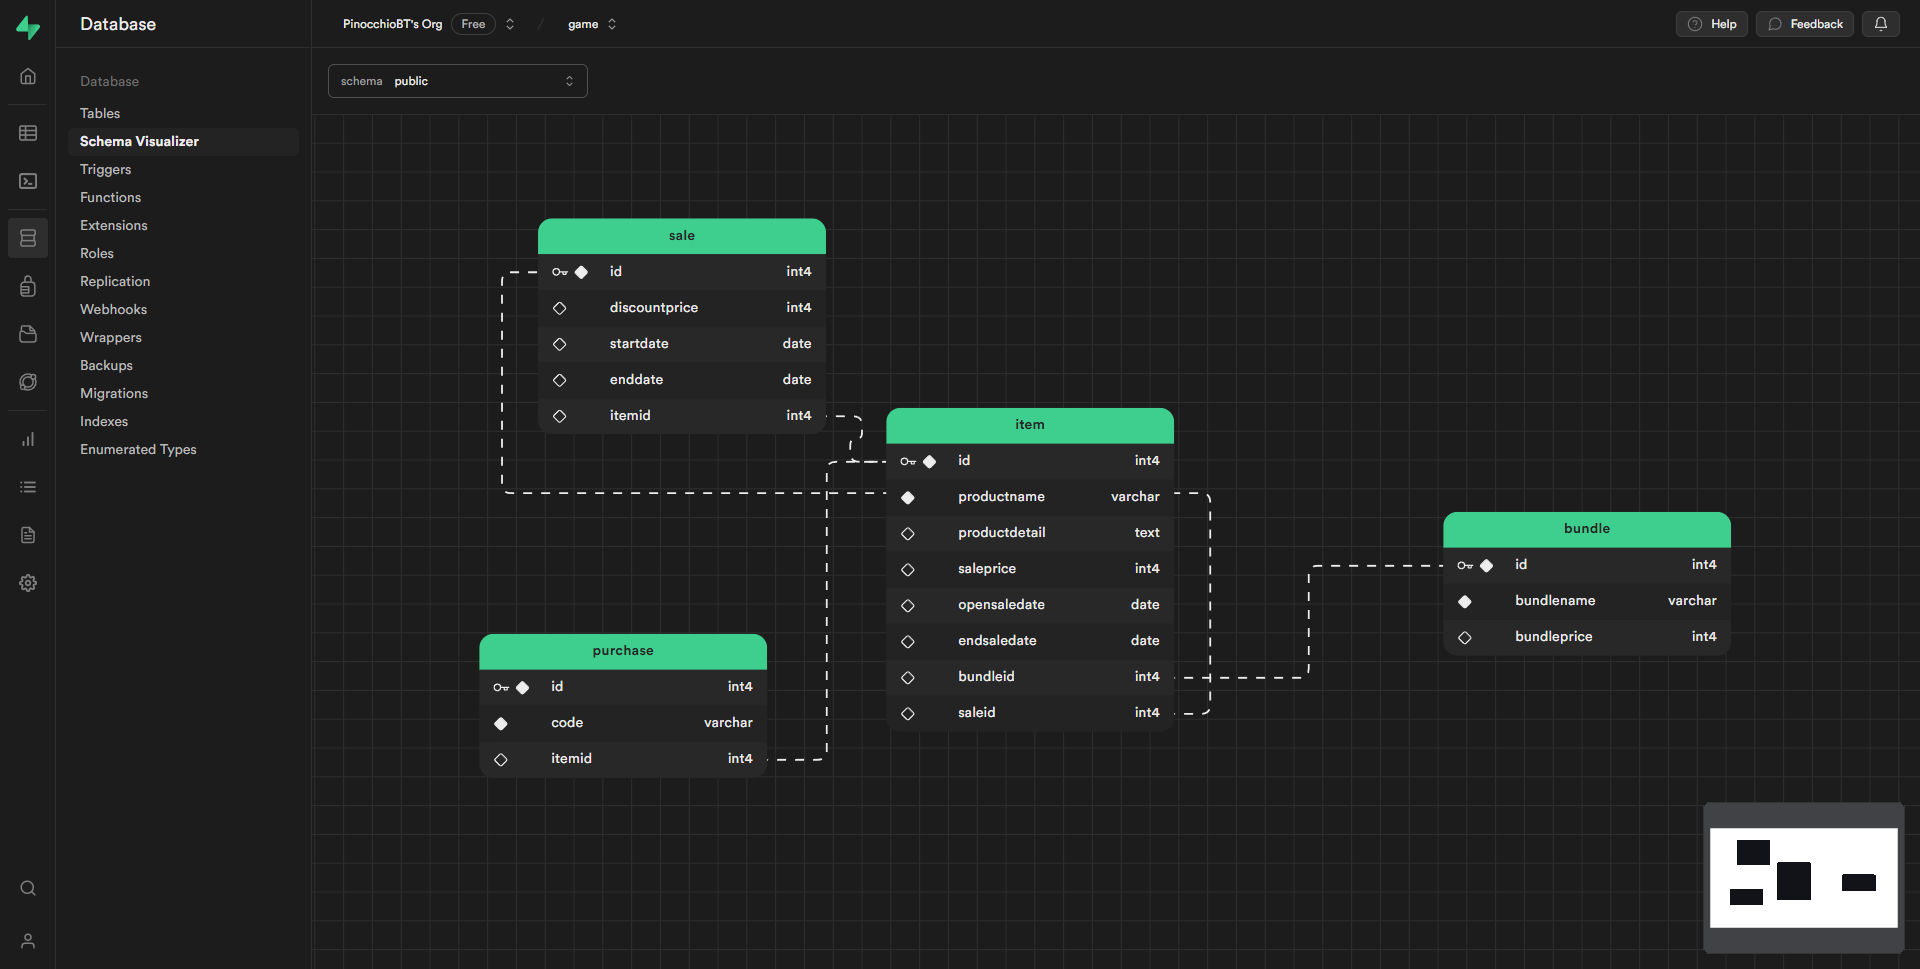 Database
PinocchioBT's Org Free / game
Help Feedback
Database
Tables
Schema Visualizer
Triggers
Functions
Extensions
Roles
Replication
Webhooks
Wrappers
Backups
Migrations
Indexes
Enumerated Types
schema public
sale
id int4
discountprice int4
startdate date
enddate date
itemid int4
item
id int4
productname varchar
productdetail text
saleprice int4
opensaledate date
endsaledate date
bundleid int4
saleid int4
bundle
id int4
bundlename varchar
bundleprice int4
purchase
id int4
code varchar
itemid int4